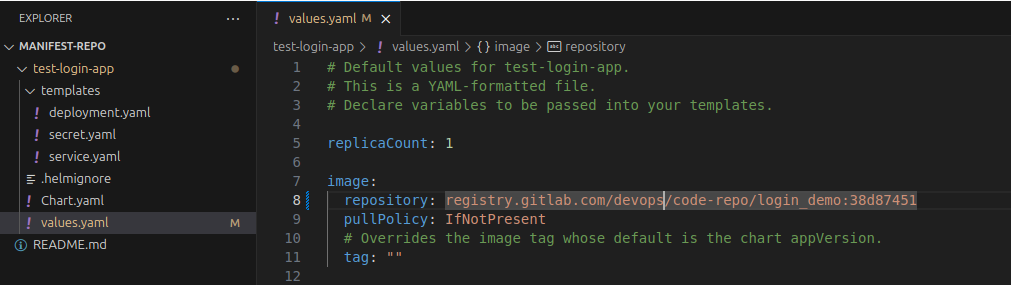 EXPLORER
...
values.yaml M ×
MANIFEST-REPO
test-login-app
templates
deployment.yaml
secret.yaml
service.yaml
.helmignore
Chart.yaml
values.yaml M
README.md
test-login-app > ! values.yaml > {} image > abc repository
1 # Default values for test-login-app.
2 # This is a YAML-formatted file.
3 # Declare variables to be passed into your templates.
4
5 replicaCount: 1
6
7 image:
8   repository: registry.gitlab.com/devops/code-repo/login_demo:38d87451
9   pullPolicy: IfNotPresent
10   # Overrides the image tag whose default is the chart appVersion.
11   tag: ""
12